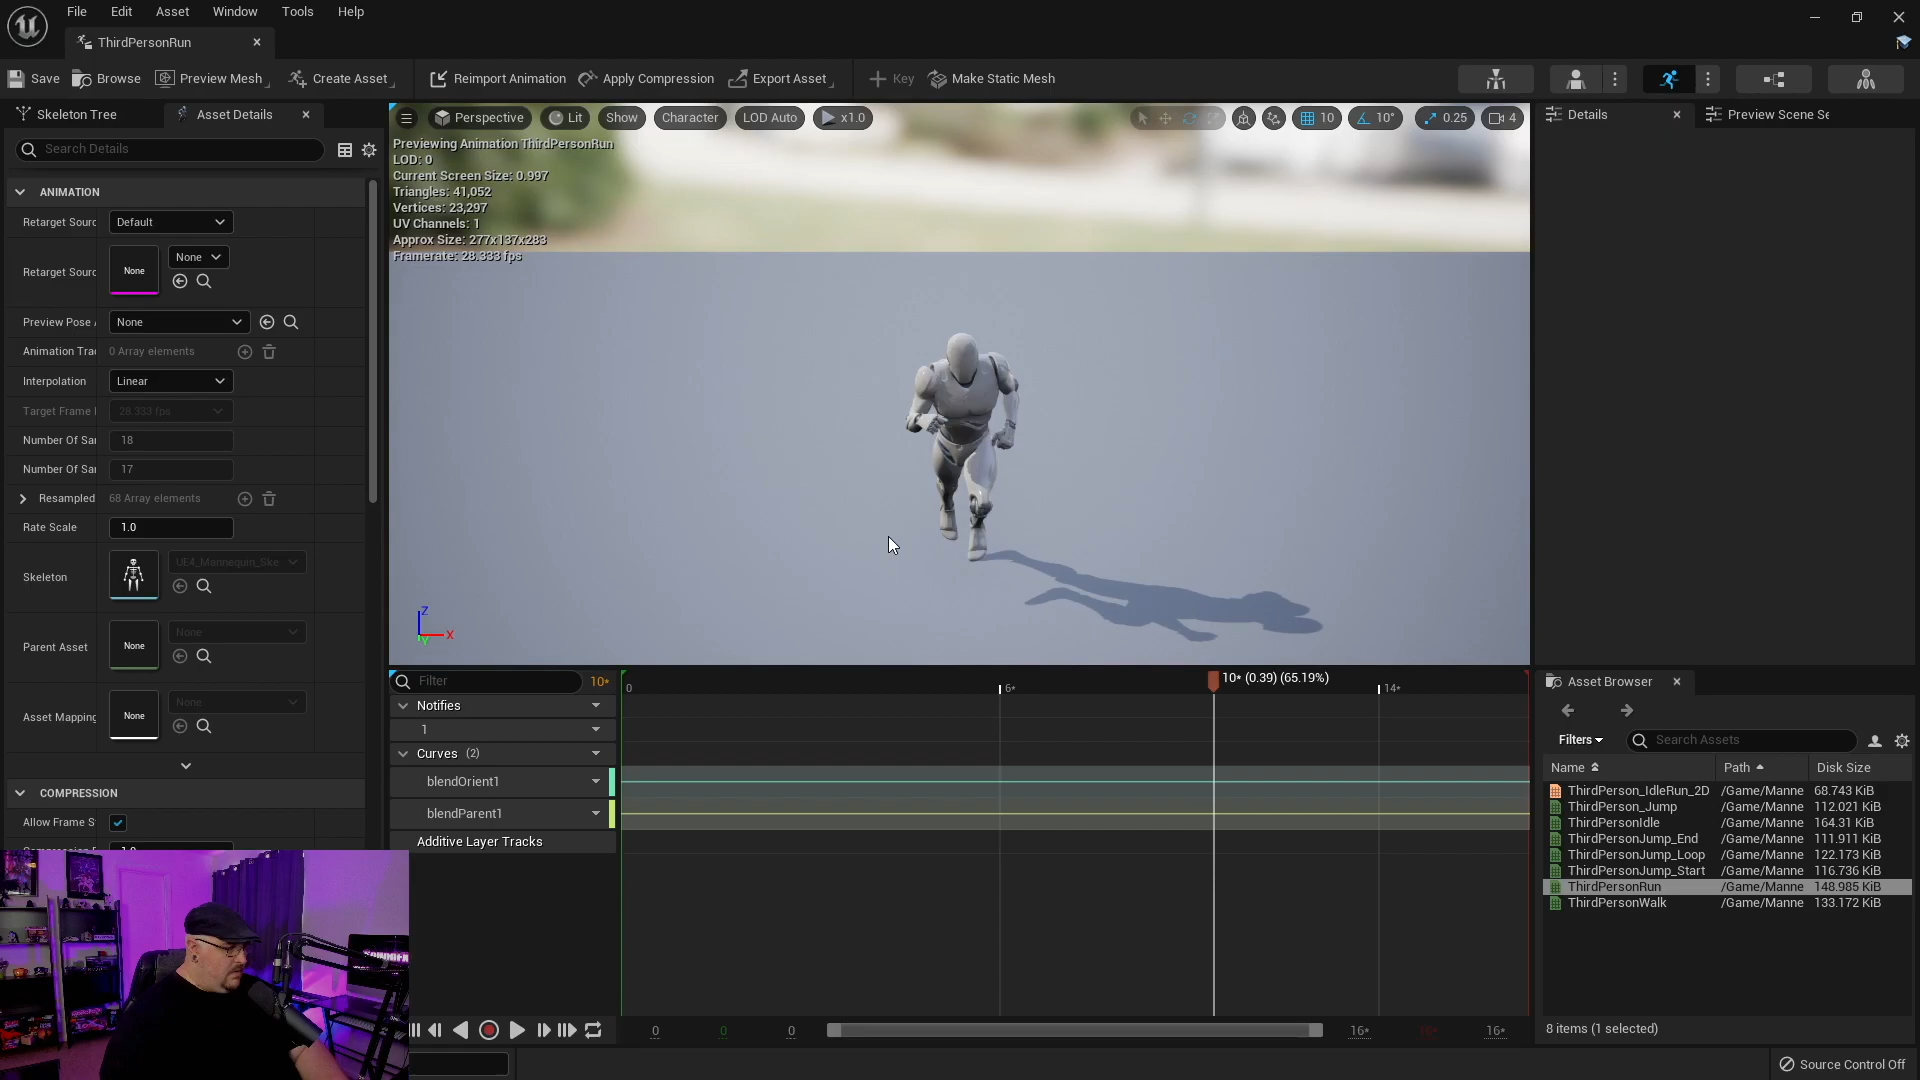 File Edit Asset Window Tools Help
ThirdPersonRun
Save Browse Preview Mesh Create Asset Reimport Animation Apply Compression Export Asset Key Make Static Mesh
Skeleton Tree Asset Details
Search Details
ANIMATION
Retarget Sourc Default
Retarget Sourc None None
Preview Pose A None
Animation Trac 0 Array elements
Interpolation Linear
Target Frame 28.333 fps
Number Of Sar 18
Number Of Sar 17
Resampled 68 Array elements
Rate Scale 1.0
Skeleton UE4_Mannequin_Ske
Parent Asset None None
Asset Mapping None None
COMPRESSION
Allow Frame S
Perspective Lit Show Character LOD Auto x1.0 10 10° 0.25 4
Previewing Animation ThirdPersonRun
LOD: 0
Current Screen Size: 0.997
Triangles: 41,052
Vertices: 23,297
UV Channels: 1
Approx Size: 277x137x283
Framerate: 28.333 fps
Z
X
Y
Filter 10*
0 6* 10* (0.39) (65.19%) 14*
Notifies
1
Curves (2)
blendOrient1
blendParent1
Additive Layer Tracks
0 0 0 16* 16*
Details Preview Scene Se
Asset Browser
Filters Search Assets
Name Path Disk Size
ThirdPerson_IdleRun_2D /Game/Manne 68.743 KiB
ThirdPerson_Jump /Game/Manne 112.021 KiB
ThirdPersonIdle /Game/Manne 164.31 KiB
ThirdPersonJump_End /Game/Manne 111.911 KiB
ThirdPersonJump_Loop /Game/Manne 122.173 KiB
ThirdPersonJump_Start /Game/Manne 116.736 KiB
ThirdPersonRun /Game/Manne 148.985 KiB
ThirdPersonWalk /Game/Manne 133.172 KiB
8 items (1 selected)
Source Control Off